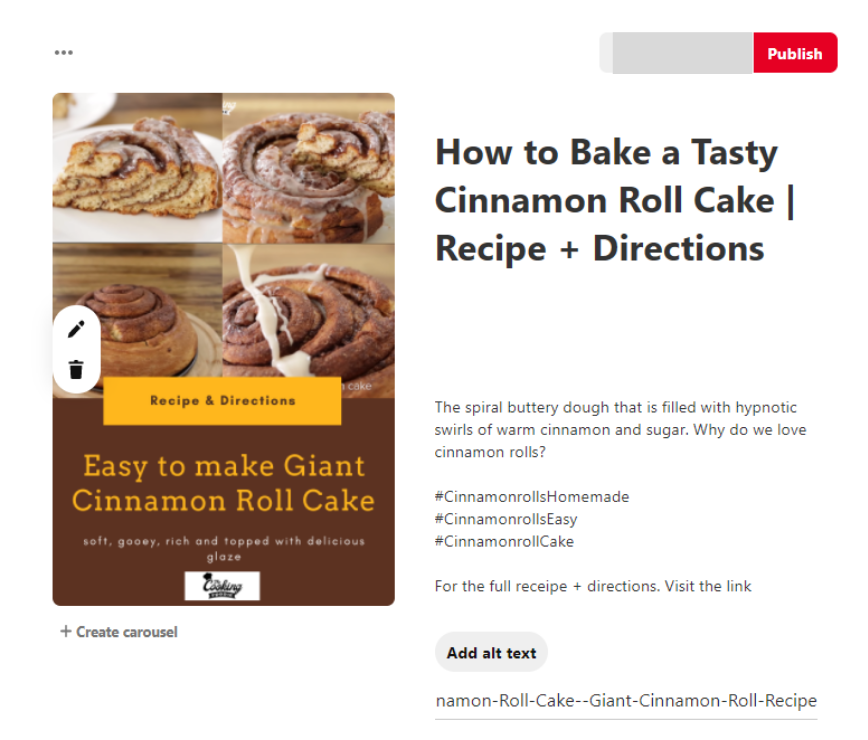 Publish
How to Bake a Tasty
Cinnamon Roll Cake |
Recipe + Directions
cake
Recipe & Directions
Easy to make Giant
Cinnamon Roll Cake
soft, gooey, rich and topped with delicious
glaze
Cooking
+ Create carousel
The spiral buttery dough that is filled with hypnotic
swirls of warm cinnamon and sugar. Why do we love
cinnamon rolls?
#CinnamonrollsHomemade
#CinnamonrollsEasy
#CinnamonrollCake
For the full receipe + directions. Visit the link
Add alt text
namon-Roll-Cake--Giant-Cinnamon-Roll-Recipe